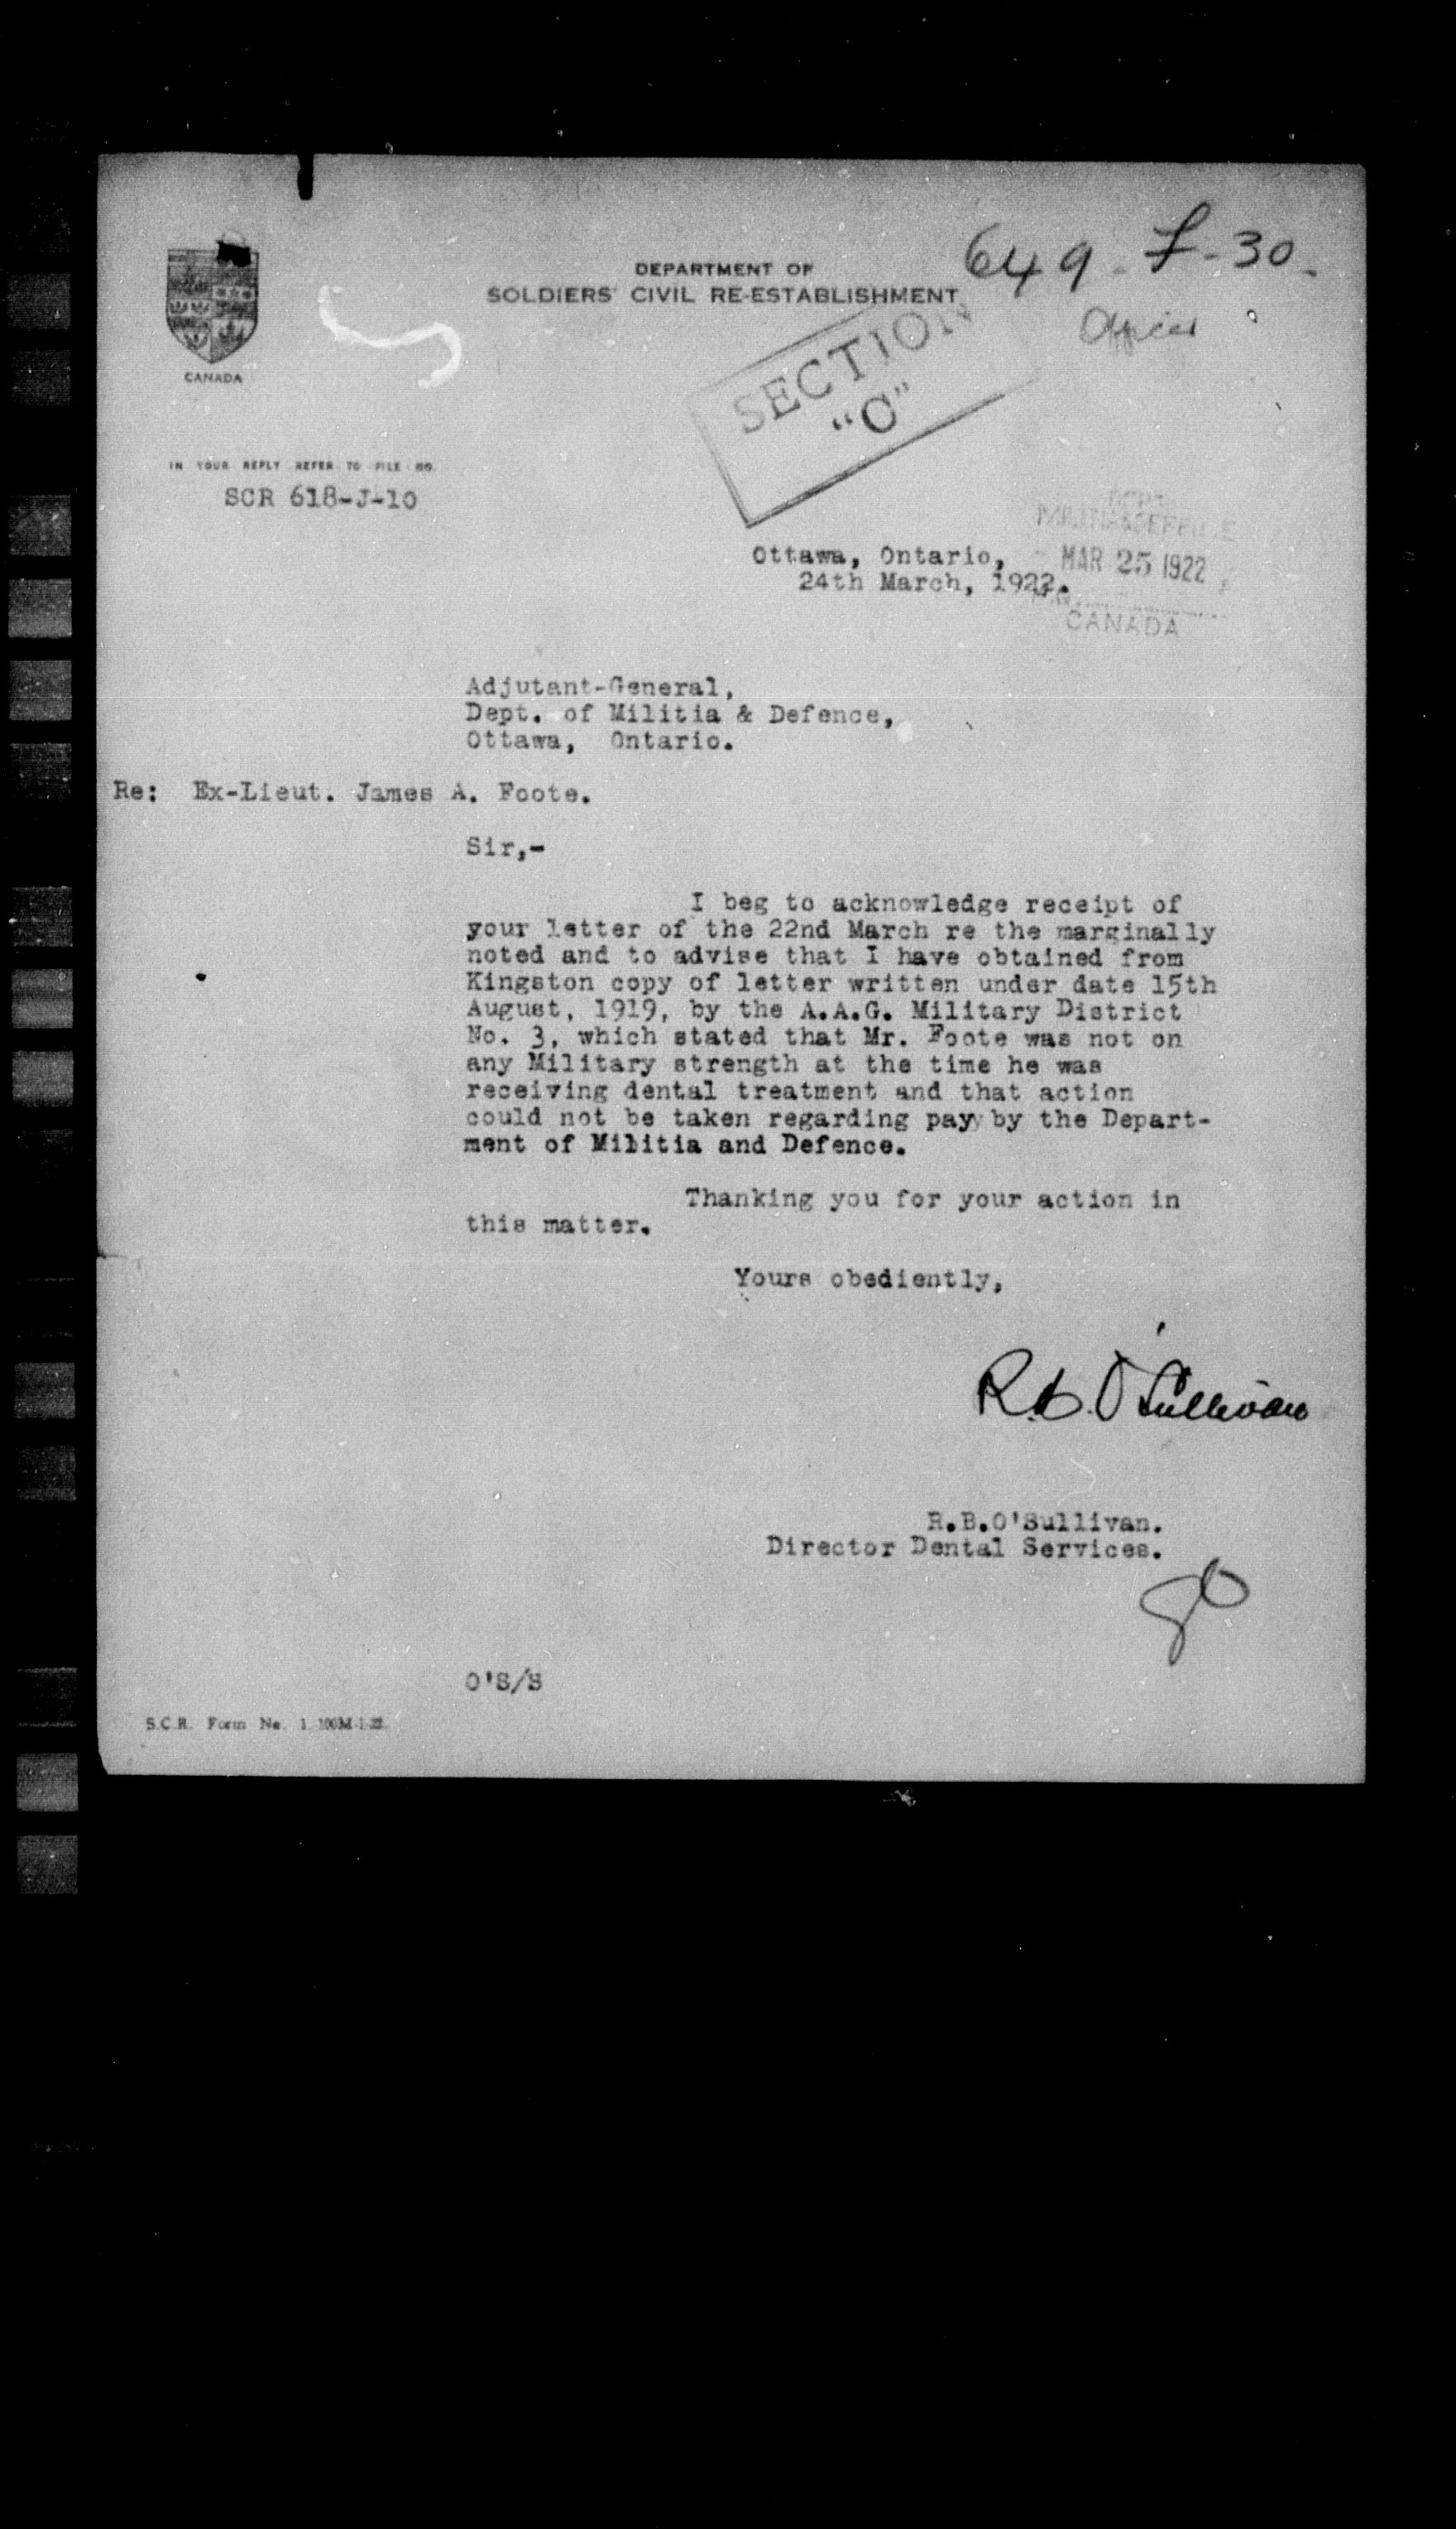 649-F-30.
DEPARTMENT OF
SOLDIERS' CIVIL RE-ESTABLISHMENT
CANADA
SECTION
"O"
IN YOUR REPLY REFER TO FILE NO.
SCR 618-J-10
DEPT.
MILITIA & DEFENCE
MAR 25 1922
CANADA
Ottawa, Ontario,
24th March, 1922.
Adjutant-General,
Dept. of Militia & Defence,
Ottawa, Ontario.
Re: Ex-Lieut. James A. Foote.
Sir,-
I beg to acknowledge receipt of
your letter of the 22nd March re the marginally
noted and to advise that I have obtained from
Kingston copy of letter written under date 15th
August, 1919, by the A.A.G. Military District
No. 3, which stated that Mr. Foote was not on
any Military strength at the time he was
receiving dental treatment and that action
could not be taken regarding pay by the Depart-
ment of Militia and Defence.
Thanking you for your action in
this matter.
Yours obediently,
R.B. O'Sullivan
R.B.O'Sullivan.
Director Dental Services.
O'S/S
S.C.R. Form No. 1 100M-1-22.